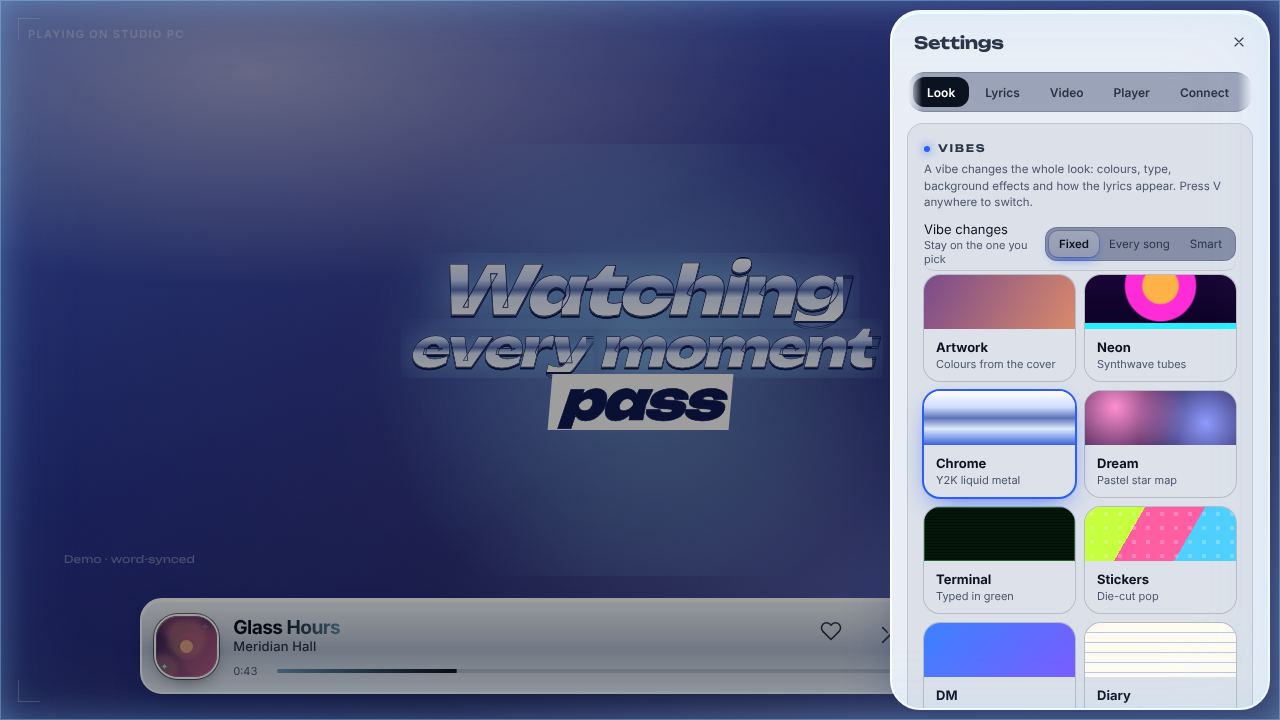 PLAYING ON STUDIO PC
Watching
every moment
pass
Demo · word-synced
Glass Hours
Meridian Hall
0:43
Settings
Look
Lyrics
Video
Player
Connect
VIBES
A vibe changes the whole look: colours, type,
background effects and how the lyrics appear. Press V
anywhere to switch.
Vibe changes
Stay on the one you
pick
Fixed
Every song
Smart
Artwork
Colours from the cover
Neon
Synthwave tubes
Chrome
Y2K liquid metal
Dream
Pastel star map
Terminal
Typed in green
Stickers
Die-cut pop
DM
Diary